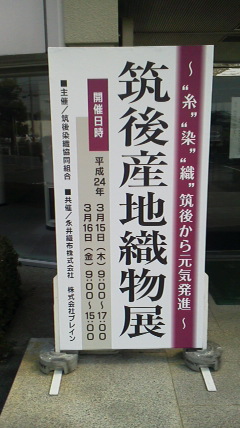 ～“糸”“染”“織”筑後から元気発進～
筑後産地織物展
開催日時
平成24年 3月15日（木）9:00～17:00
3月16日（金）9:00～15:00
■主催／筑後染織協同組合
■共催／永井織布株式会社 株式会社ブレイン